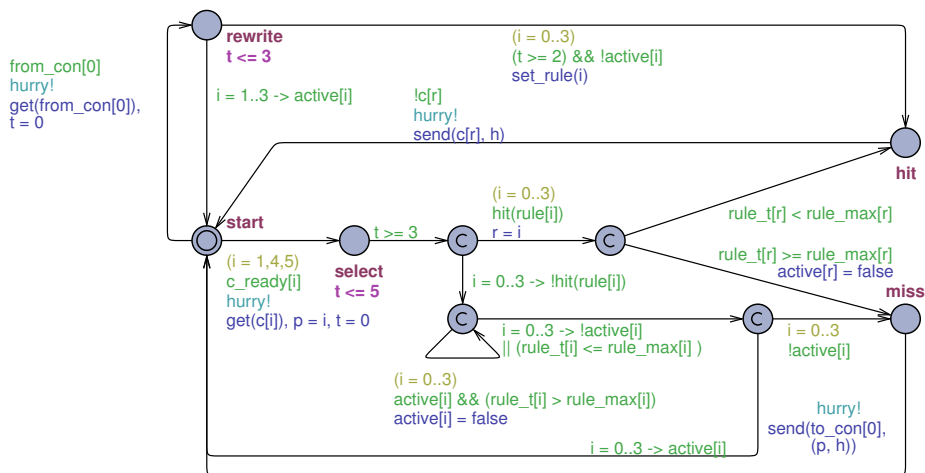 rewrite
t <= 3
(i = 0..3)
(t >= 2) && !active[i]
set_rule(i)
from_con[0]
hurry!
get(from_con[0]),
t = 0
i = 1..3 -> active[i]
!c[r]
hurry!
send(c[r], h)
hit
start
(i = 0..3)
hit(rule[i])
r = i
rule_t[r] < rule_max[r]
t >= 3
C
C
rule_t[r] >= rule_max[r]
active[r] = false
(i = 1,4,5)
c_ready[i]
hurry!
get(c[i]), p = i, t = 0
select
t <= 5
i = 0..3 -> !hit(rule[i])
miss
C
C
i = 0..3 -> !active[i]
|| (rule_t[i] <= rule_max[i] )
i = 0..3
!active[i]
(i = 0..3)
active[i] && (rule_t[i] > rule_max[i])
active[i] = false
hurry!
send(to_con[0],
(p, h))
i = 0..3 -> active[i]